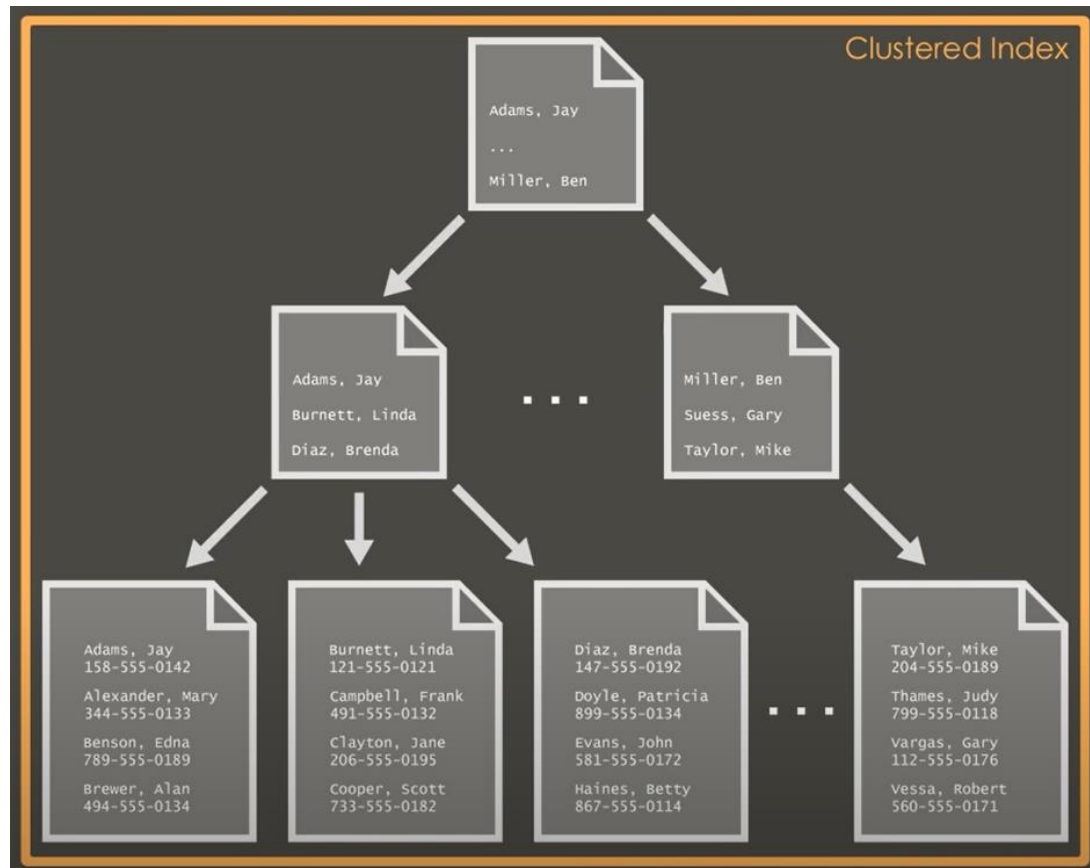 Clustered Index
Adams, Jay
...
Miller, Ben
Adams, Jay
Burnett, Linda
Diaz, Brenda
...
Miller, Ben
Suess, Gary
Taylor, Mike
Adams, Jay
158-555-0142
Alexander, Mary
344-555-0133
Benson, Edna
789-555-0189
Brewer, Alan
494-555-0134
Burnett, Linda
121-555-0121
Campbell, Frank
491-555-0132
Clayton, Jane
206-555-0195
Cooper, Scott
733-555-0182
Diaz, Brenda
147-555-0192
Doyle, Patricia
899-555-0134
Evans, John
581-555-0172
Haines, Betty
867-555-0114
...
Taylor, Mike
204-555-0189
Thames, Judy
799-555-0118
Vargas, Gary
112-555-0176
Vessa, Robert
560-555-0171